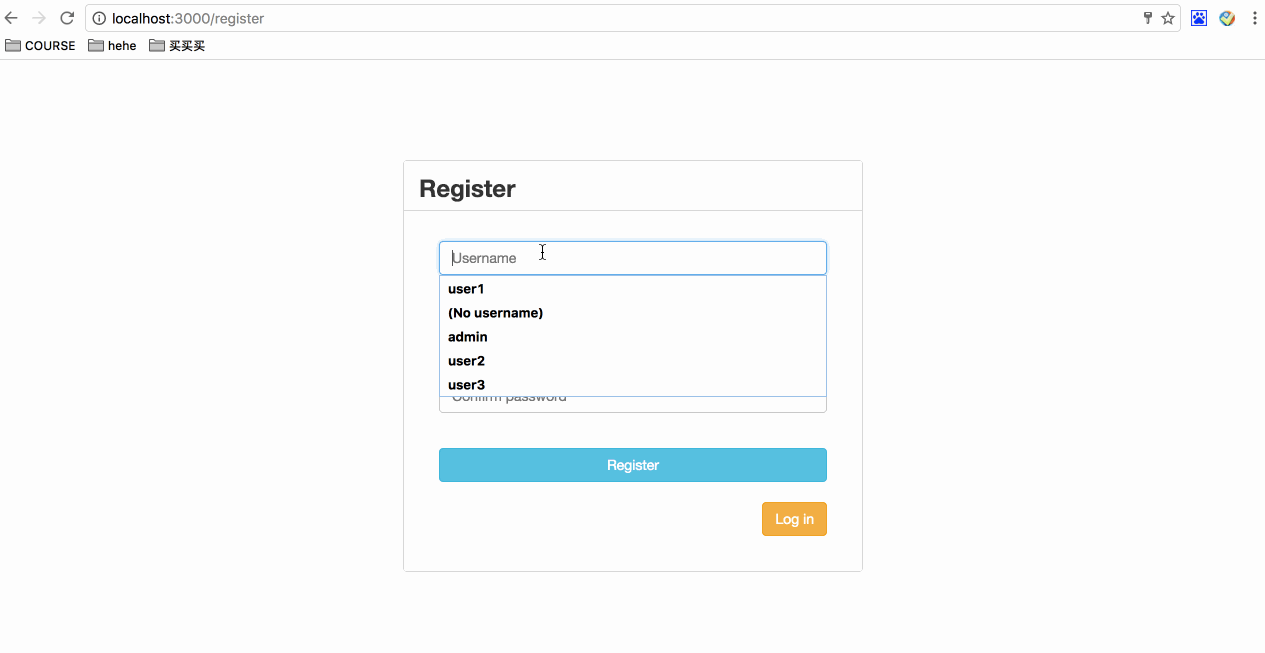 localhost:3000/register
COURSE hehe 买买买
Register
Username
user1
(No username)
admin
user2
user3
Confirm password
Register
Log in